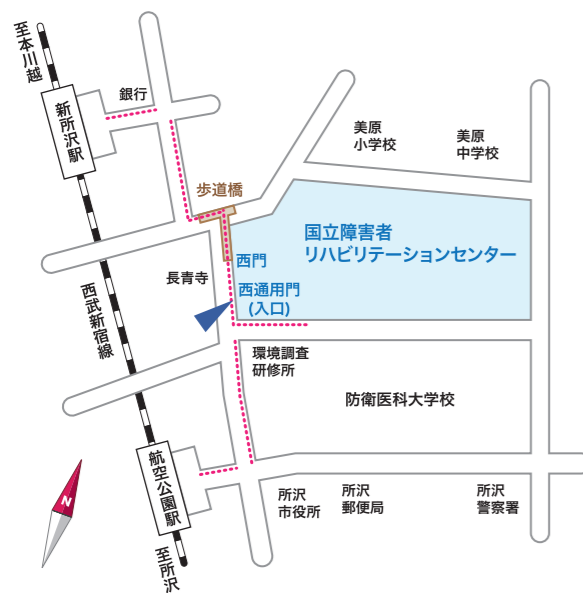 至本川越
新所沢駅
銀行
美原
小学校
美原
中学校
歩道橋
国立障害者
リハビリテーションセンター
西門
長青寺
西通用門
(入口)
西武新宿線
環境調査
研修所
防衛医科大学校
航空公園駅
所沢
市役所
所沢
郵便局
所沢
警察署
N
至所沢